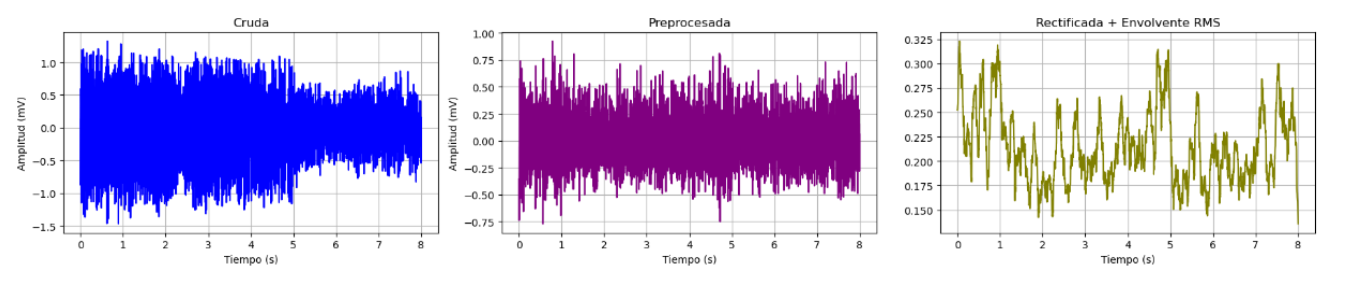 Cruda
Amplitud (mV)
1.0
0.5
0.0
−0.5
−1.0
−1.5
0 1 2 3 4 5 6 7 8
Tiempo (s)
Preprocesada
Amplitud (mV)
1.00
0.75
0.50
0.25
0.00
−0.25
−0.50
−0.75
0 1 2 3 4 5 6 7 8
Tiempo (s)
Rectificada + Envolvente RMS
0.325
0.300
0.275
0.250
0.225
0.200
0.175
0.150
0 1 2 3 4 5 6 7 8
Tiempo (s)